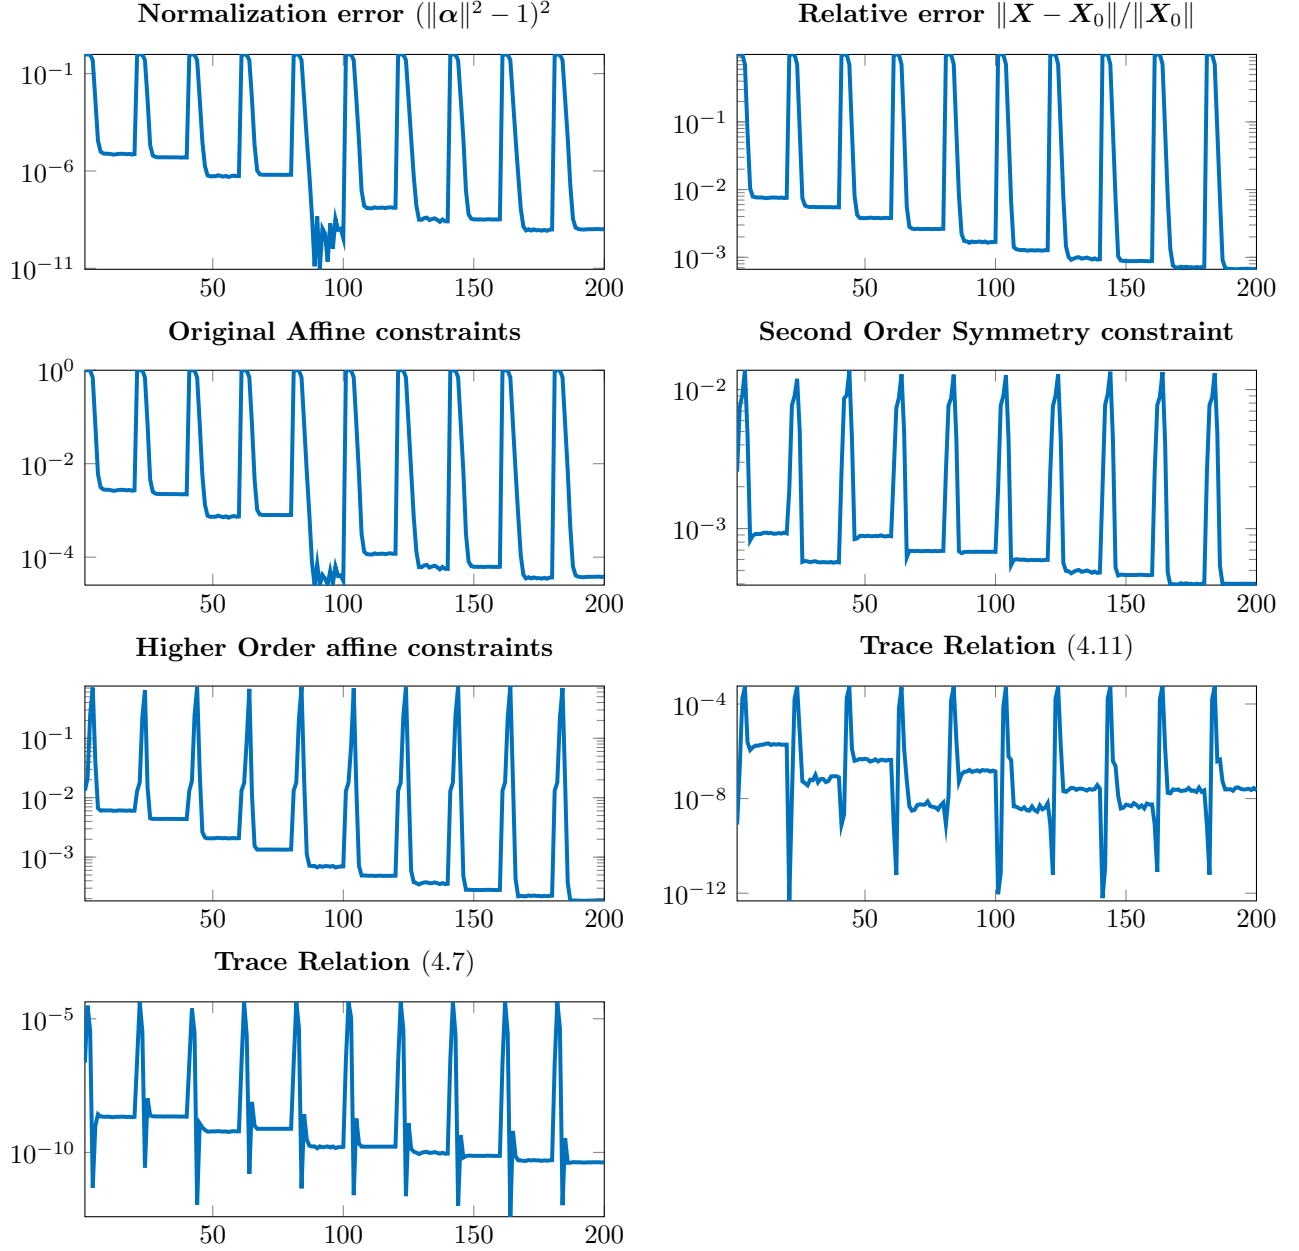 Normalization error (‖α‖² − 1)²
10⁻¹
10⁻⁶
10⁻¹¹
50 100 150 200
Relative error ‖X − X₀‖/‖X₀‖
10⁻¹
10⁻²
10⁻³
50 100 150 200
Original Affine constraints
10⁰
10⁻²
10⁻⁴
50 100 150 200
Second Order Symmetry constraint
10⁻²
10⁻³
50 100 150 200
Higher Order affine constraints
10⁻¹
10⁻²
10⁻³
50 100 150 200
Trace Relation (4.11)
10⁻⁴
10⁻⁸
10⁻¹²
50 100 150 200
Trace Relation (4.7)
10⁻⁵
10⁻¹⁰
50 100 150 200